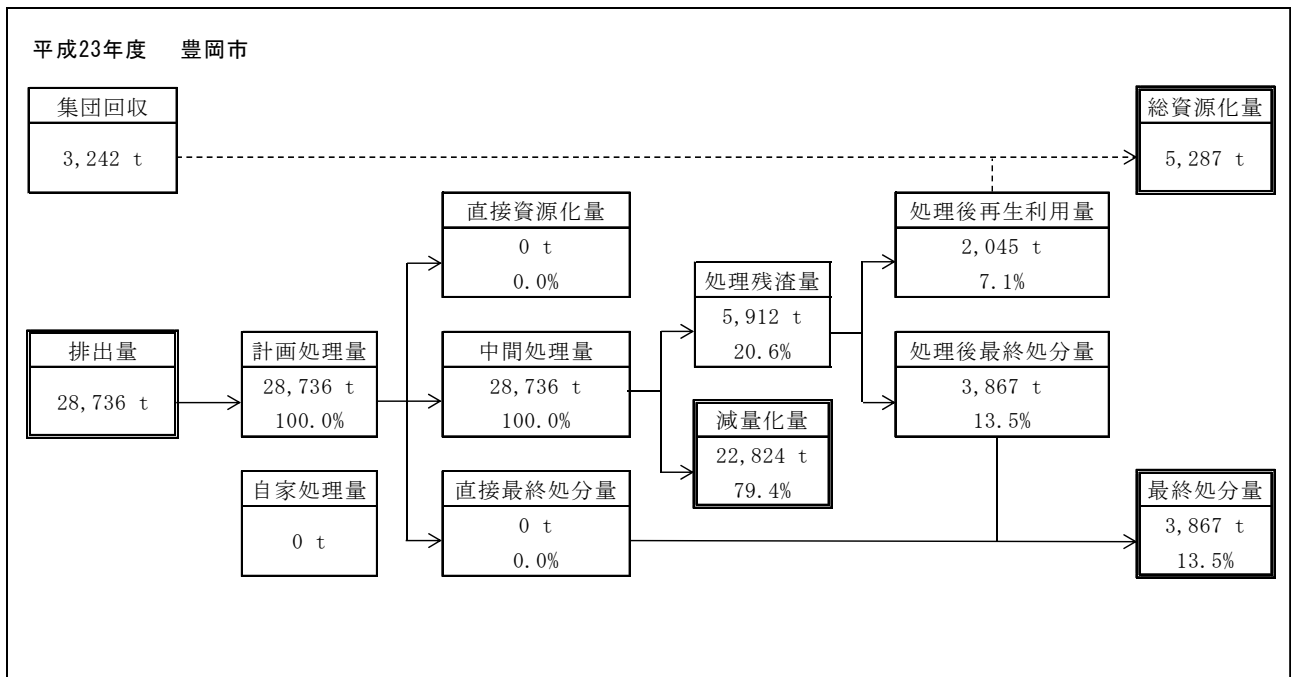 平成23年度　豊岡市
集団回収
3,242 t
総資源化量
5,287 t
直接資源化量
0 t
0.0%
処理後再生利用量
2,045 t
7.1%
処理残渣量
5,912 t
20.6%
排出量
28,736 t
計画処理量
28,736 t
100.0%
中間処理量
28,736 t
100.0%
処理後最終処分量
3,867 t
13.5%
減量化量
22,824 t
79.4%
自家処理量
0 t
直接最終処分量
0 t
0.0%
最終処分量
3,867 t
13.5%